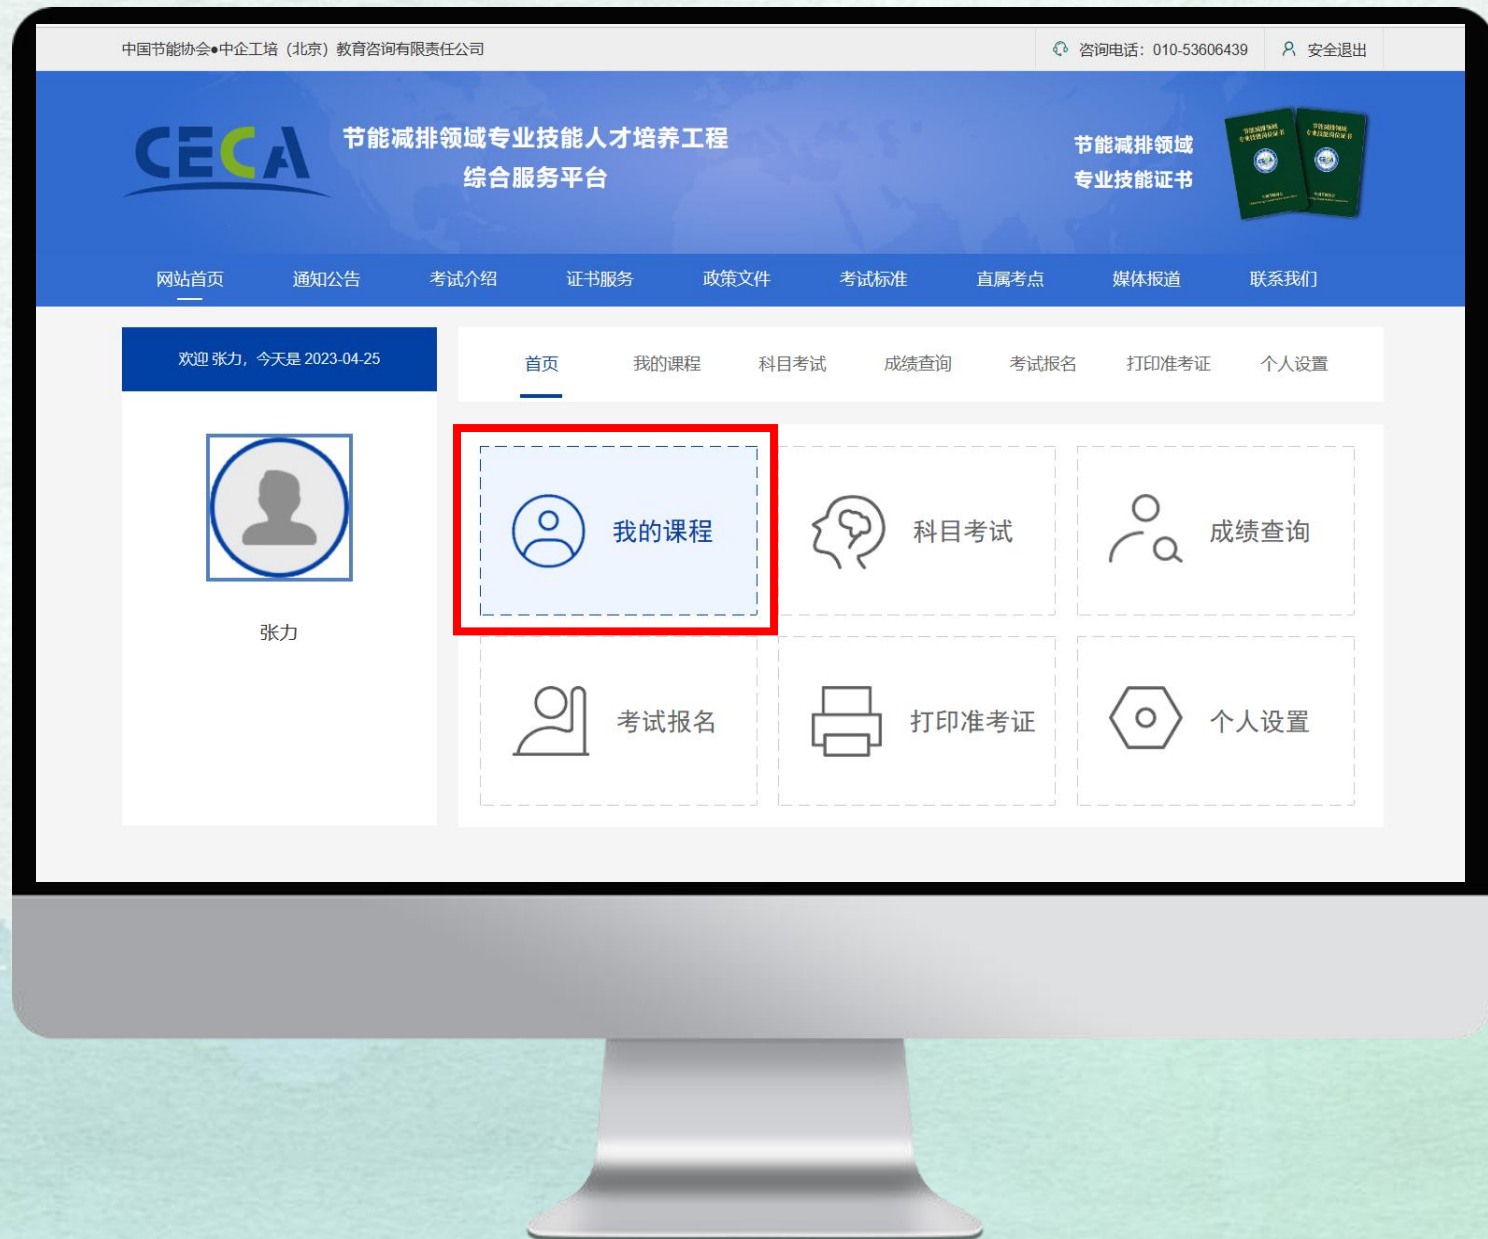 中国节能协会●中企工培（北京）教育咨询有限责任公司
咨询电话：010-53606439
安全退出
CECA
节能减排领域专业技能人才培养工程
综合服务平台
节能减排领域
专业技能证书
网站首页 通知公告 考试介绍 证书服务 政策文件 考试标准 直属考点 媒体报道 联系我们
欢迎 张力，今天是 2023-04-25
首页 我的课程 科目考试 成绩查询 考试报名 打印准考证 个人设置
张力
我的课程 科目考试 成绩查询
考试报名 打印准考证 个人设置